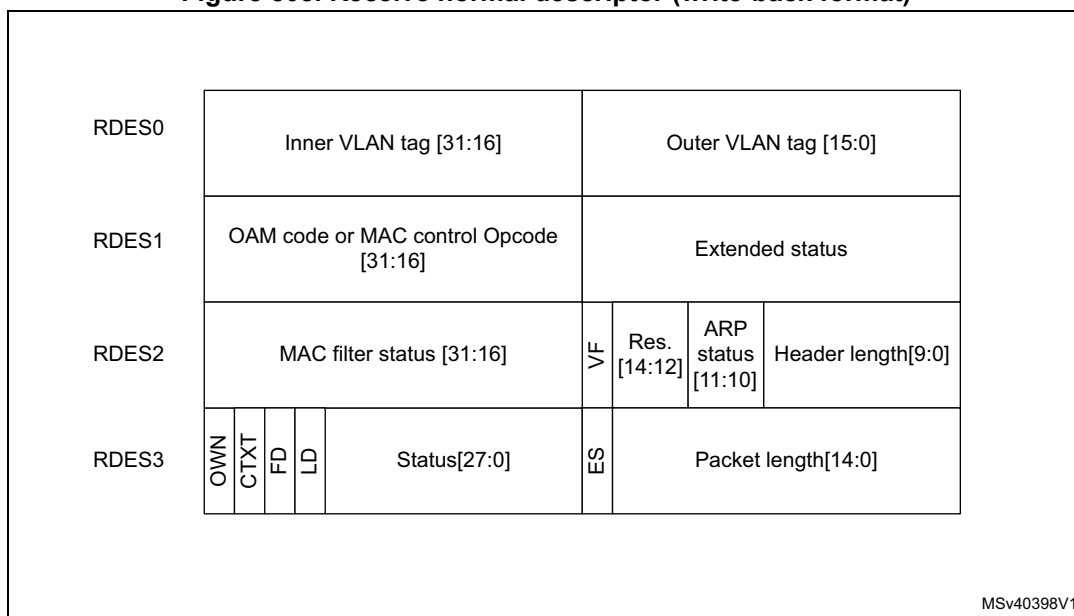 Figure Receive normal descriptor (write-back format)
RDES0
Inner VLAN tag [31:16]
Outer VLAN tag [15:0]
RDES1
OAM code or MAC control Opcode
[31:16]
Extended status
RDES2
MAC filter status [31:16]
VF
Res.
[14:12]
ARP
status
[11:10]
Header length[9:0]
RDES3
OWN
CTXT
FD
LD
Status[27:0]
ES
Packet length[14:0]
MSv40398V1